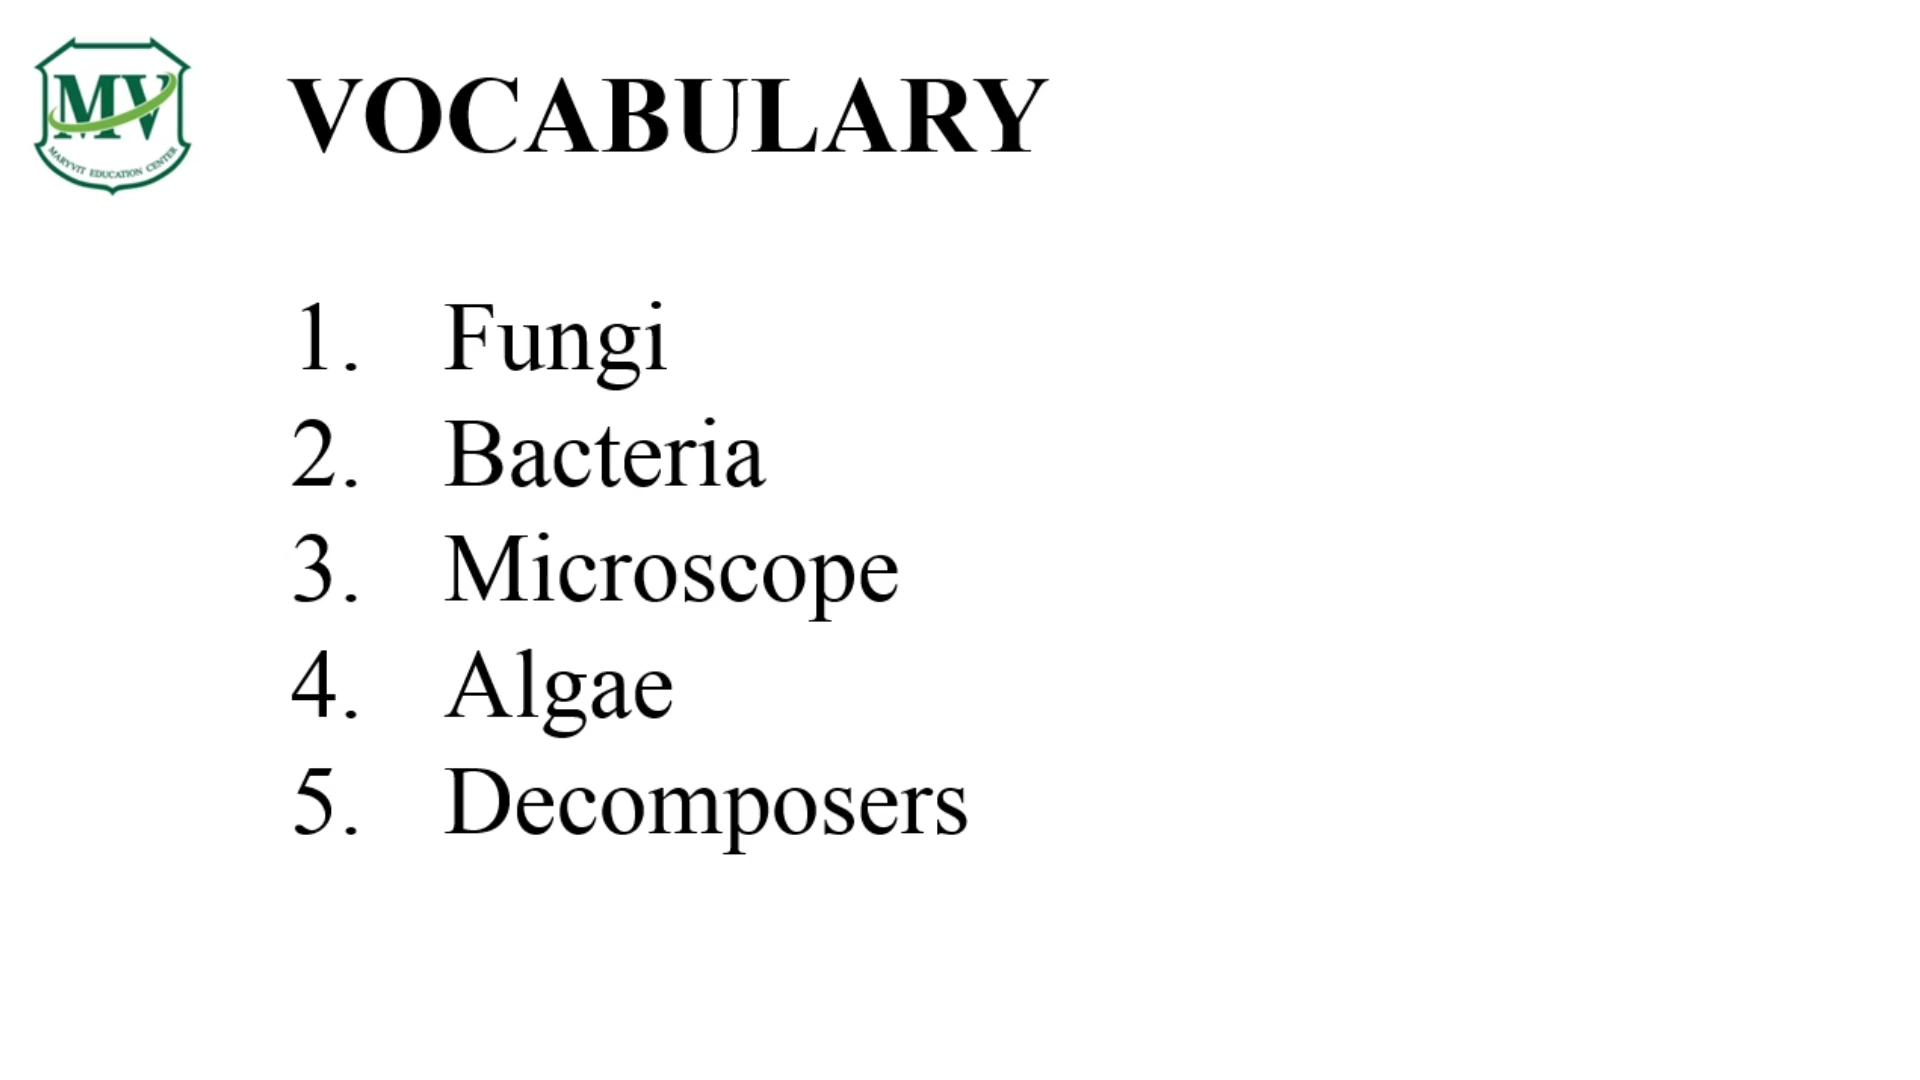 MV
MARYVIT EDUCATION CENTER
VOCABULARY
1. Fungi
2. Bacteria
3. Microscope
4. Algae
5. Decomposers